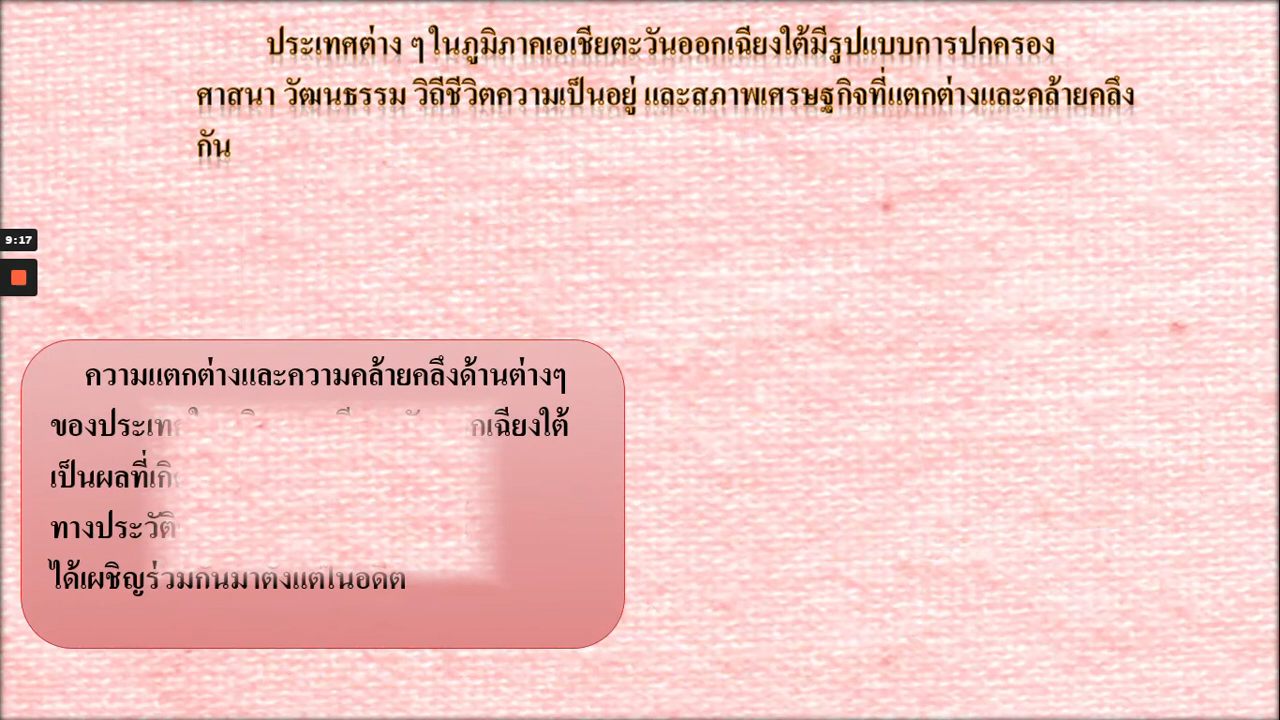 ประเทศต่าง ๆ ในภูมิภาคเอเชียตะวันออกเฉียงใต้มีรูปแบบการปกครอง
ศาสนา วัฒนธรรม วิถีชีวิตความเป็นอยู่ และสภาพเศรษฐกิจที่แตกต่างและคล้ายคลึง
กัน
9:17
ความแตกต่างและความคล้ายคลึงด้านต่างๆ
ของประเทศ กเฉียงใต้
เป็นผลที่
ทางประวัติ
ได้เผชิญร่วมกันมาตั้งแต่ในอดีต